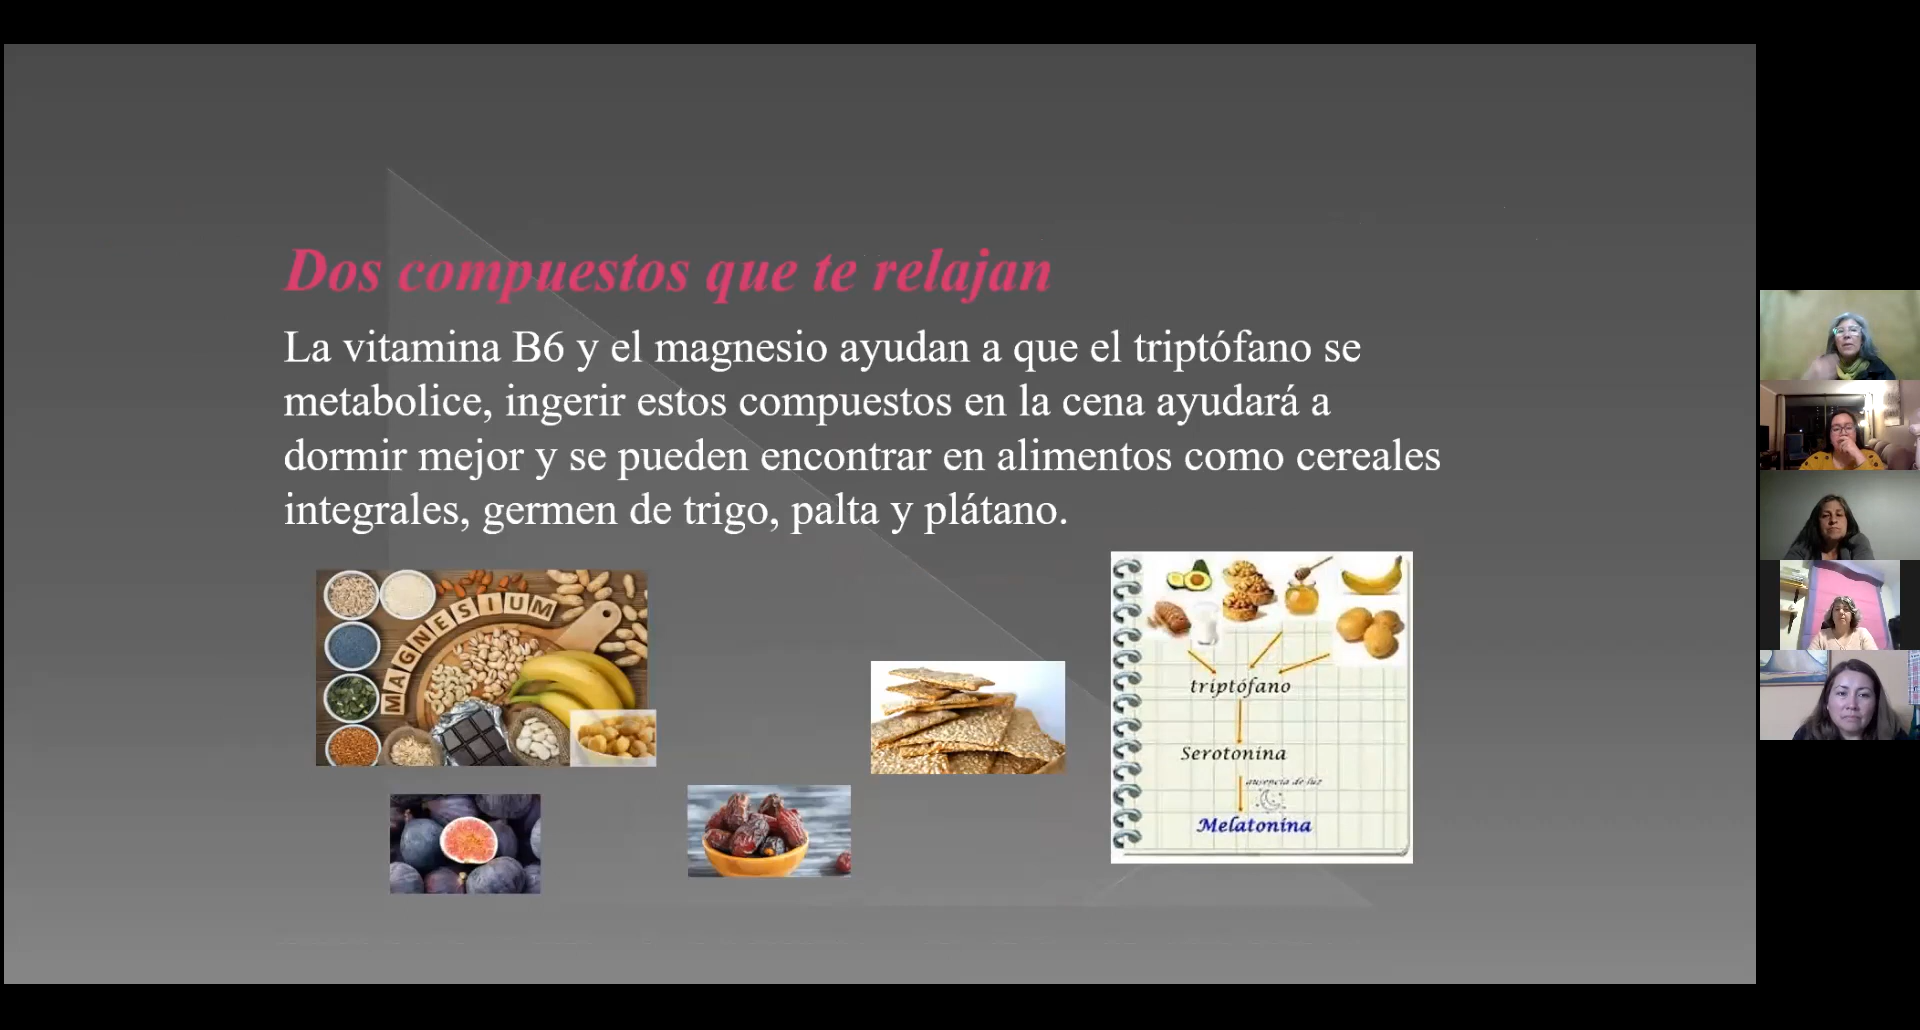 Dos compuestos que te relajan
La vitamina B6 y el magnesio ayudan a que el triptófano se
metabolice, ingerir estos compuestos en la cena ayudará a
dormir mejor y se pueden encontrar en alimentos como cereales
integrales, germen de trigo, palta y plátano.
MAGNESIUM
triptófano
Serotonina
ausencia de luz
Melatonina